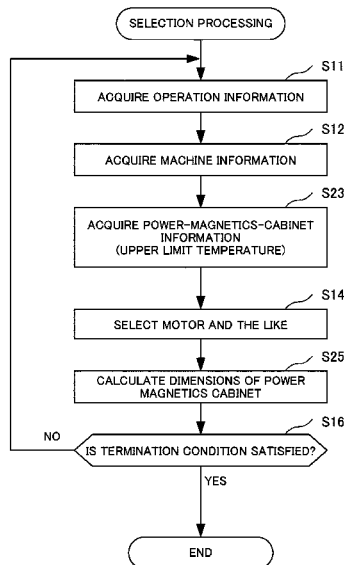 SELECTION PROCESSING
S11
ACQUIRE OPERATION INFORMATION
S12
ACQUIRE MACHINE INFORMATION
S23
ACQUIRE POWER-MAGNETICS-CABINET
INFORMATION
(UPPER LIMIT TEMPERATURE)
S14
SELECT MOTOR AND THE LIKE
S25
CALCULATE DIMENSIONS OF POWER
MAGNETICS CABINET
S16
NO
IS TERMINATION CONDITION SATISFIED?
YES
END